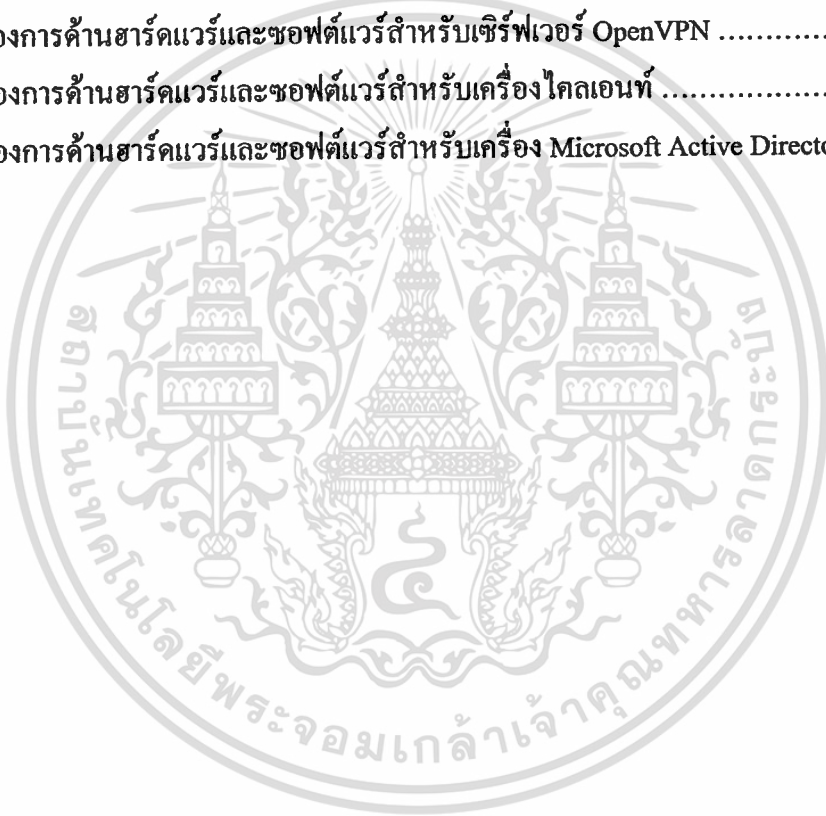 องการด้านฮาร์ดแวร์และซอฟต์แวร์สำหรับเซิร์ฟเวอร์ OpenVPN ..............
องการด้านฮาร์ดแวร์และซอฟต์แวร์สำหรับเครื่องไคลเอนท์ ....................
องการด้านฮาร์ดแวร์และซอฟต์แวร์สำหรับเครื่อง Microsoft Active Directo
สถาบันเทคโนโลยีพระจอมเกล้าเจ้าคุณทหารลาดกระบัง
๔